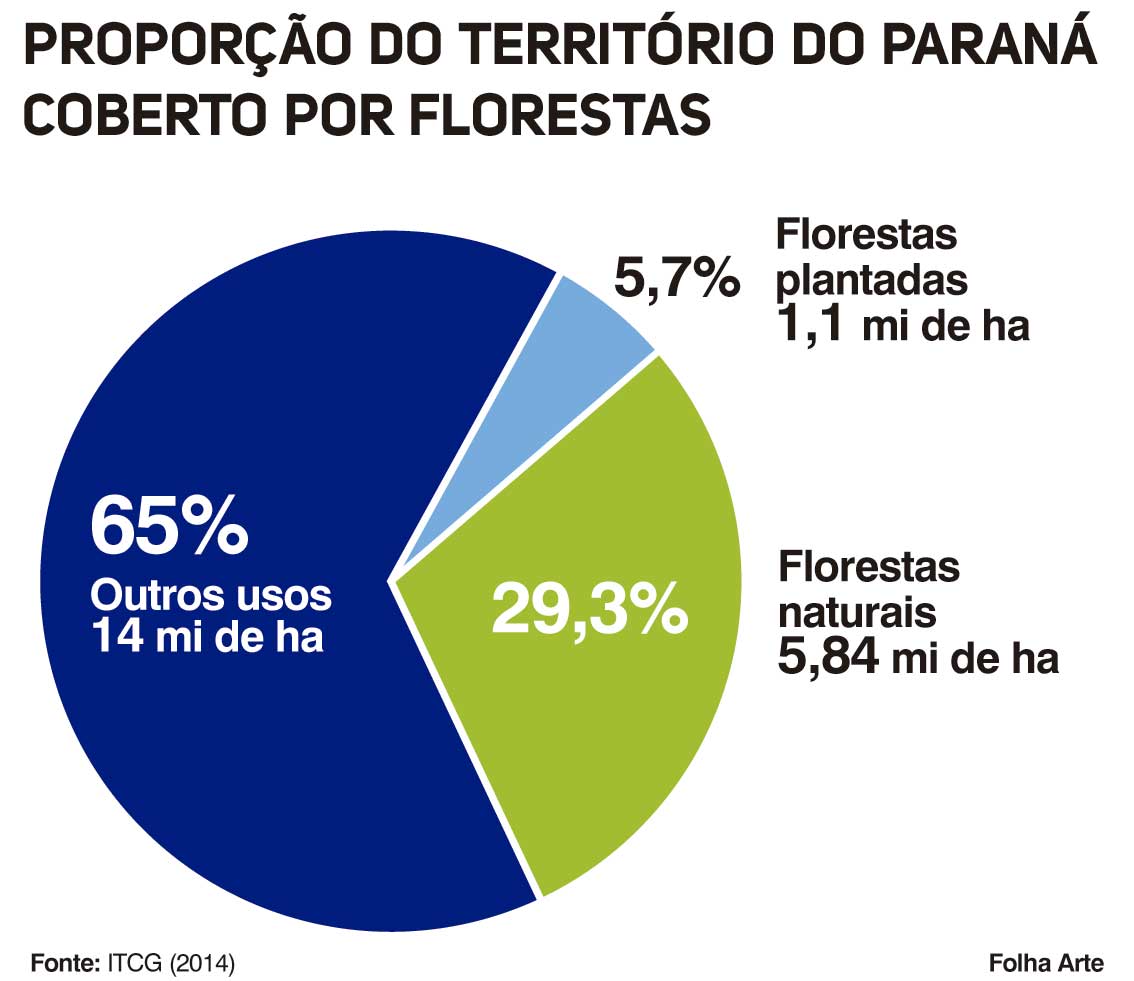 PROPORÇÃO DO TERRITÓRIO DO PARANÁ
COBERTO POR FLORESTAS
5,7%
Florestas
plantadas
1,1 mi de ha
65%
Outros usos
14 mi de ha
29,3%
Florestas
naturais
5,84 mi de ha
Fonte: ITCG (2014)
Folha Arte